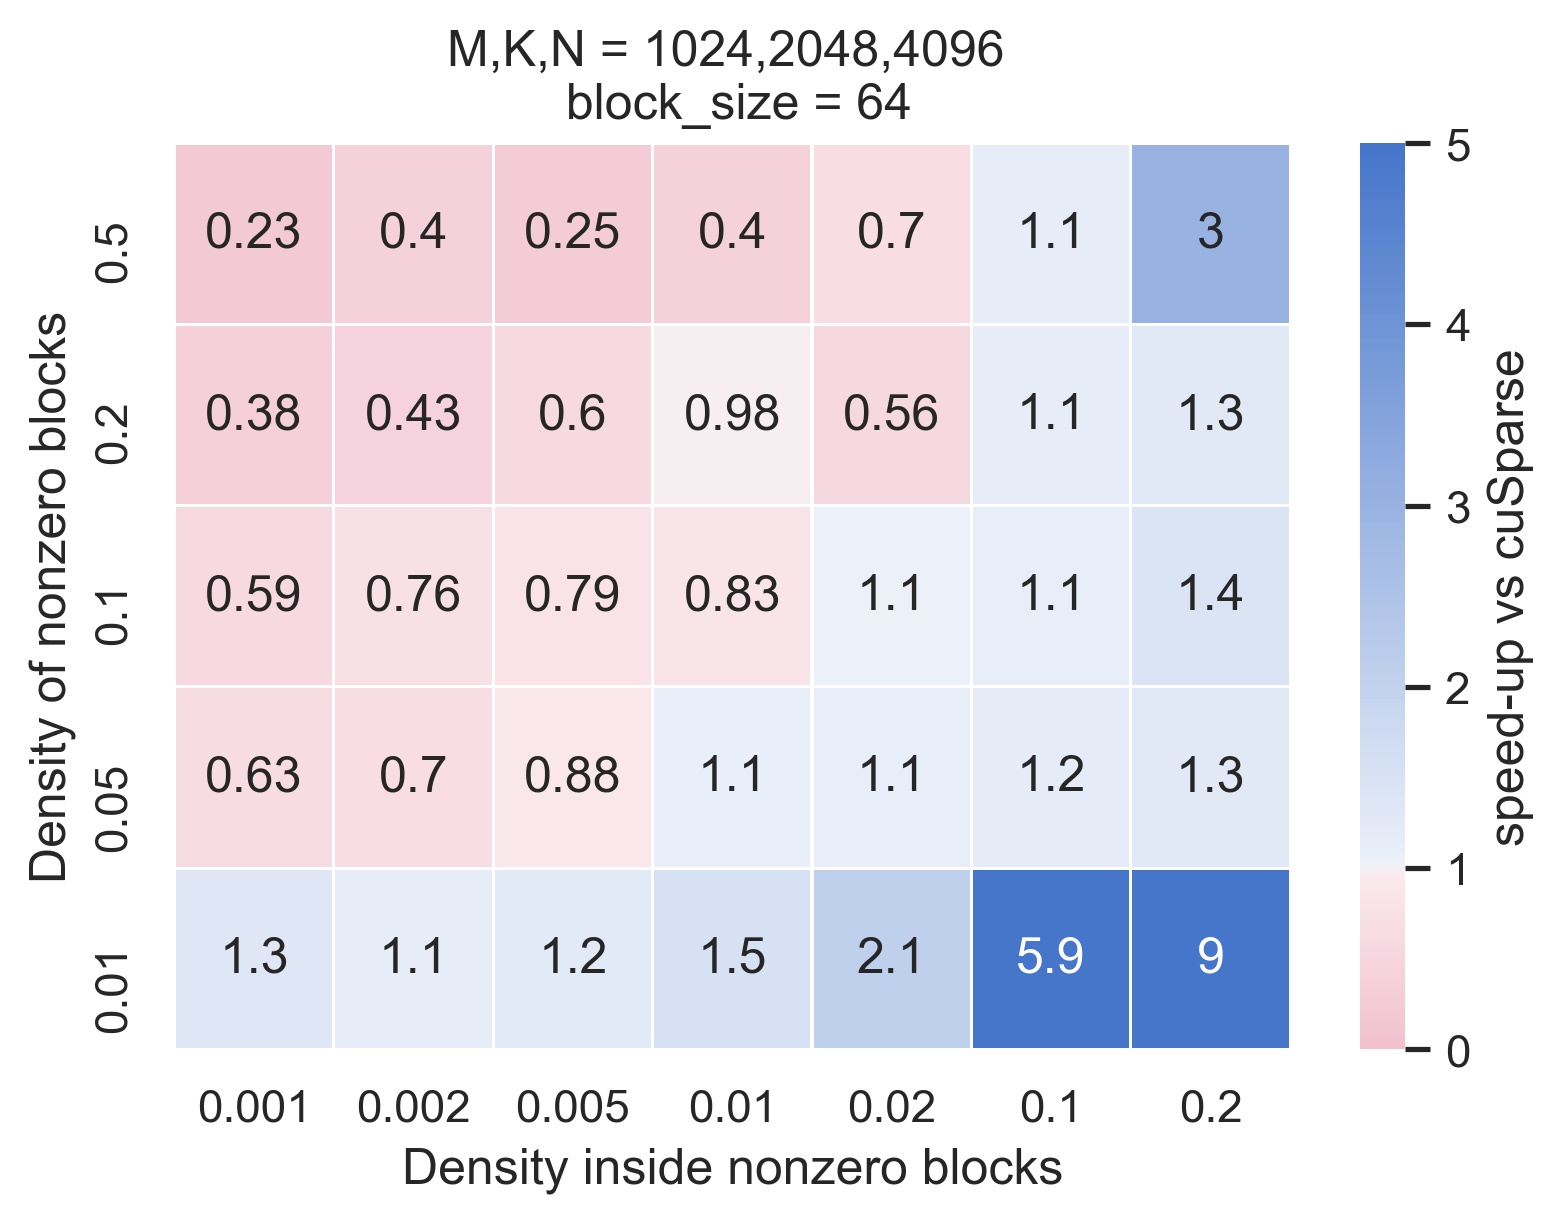 M,K,N = 1024,2048,4096
block_size = 64
Density of nonzero blocks
0.5 0.23 0.4 0.25 0.4 0.7 1.1 3
0.2 0.38 0.43 0.6 0.98 0.56 1.1 1.3
0.1 0.59 0.76 0.79 0.83 1.1 1.1 1.4
0.05 0.63 0.7 0.88 1.1 1.1 1.2 1.3
0.01 1.3 1.1 1.2 1.5 2.1 5.9 9
0.001 0.002 0.005 0.01 0.02 0.1 0.2
Density inside nonzero blocks
5
4
3
2
1
0
speed-up vs cuSparse